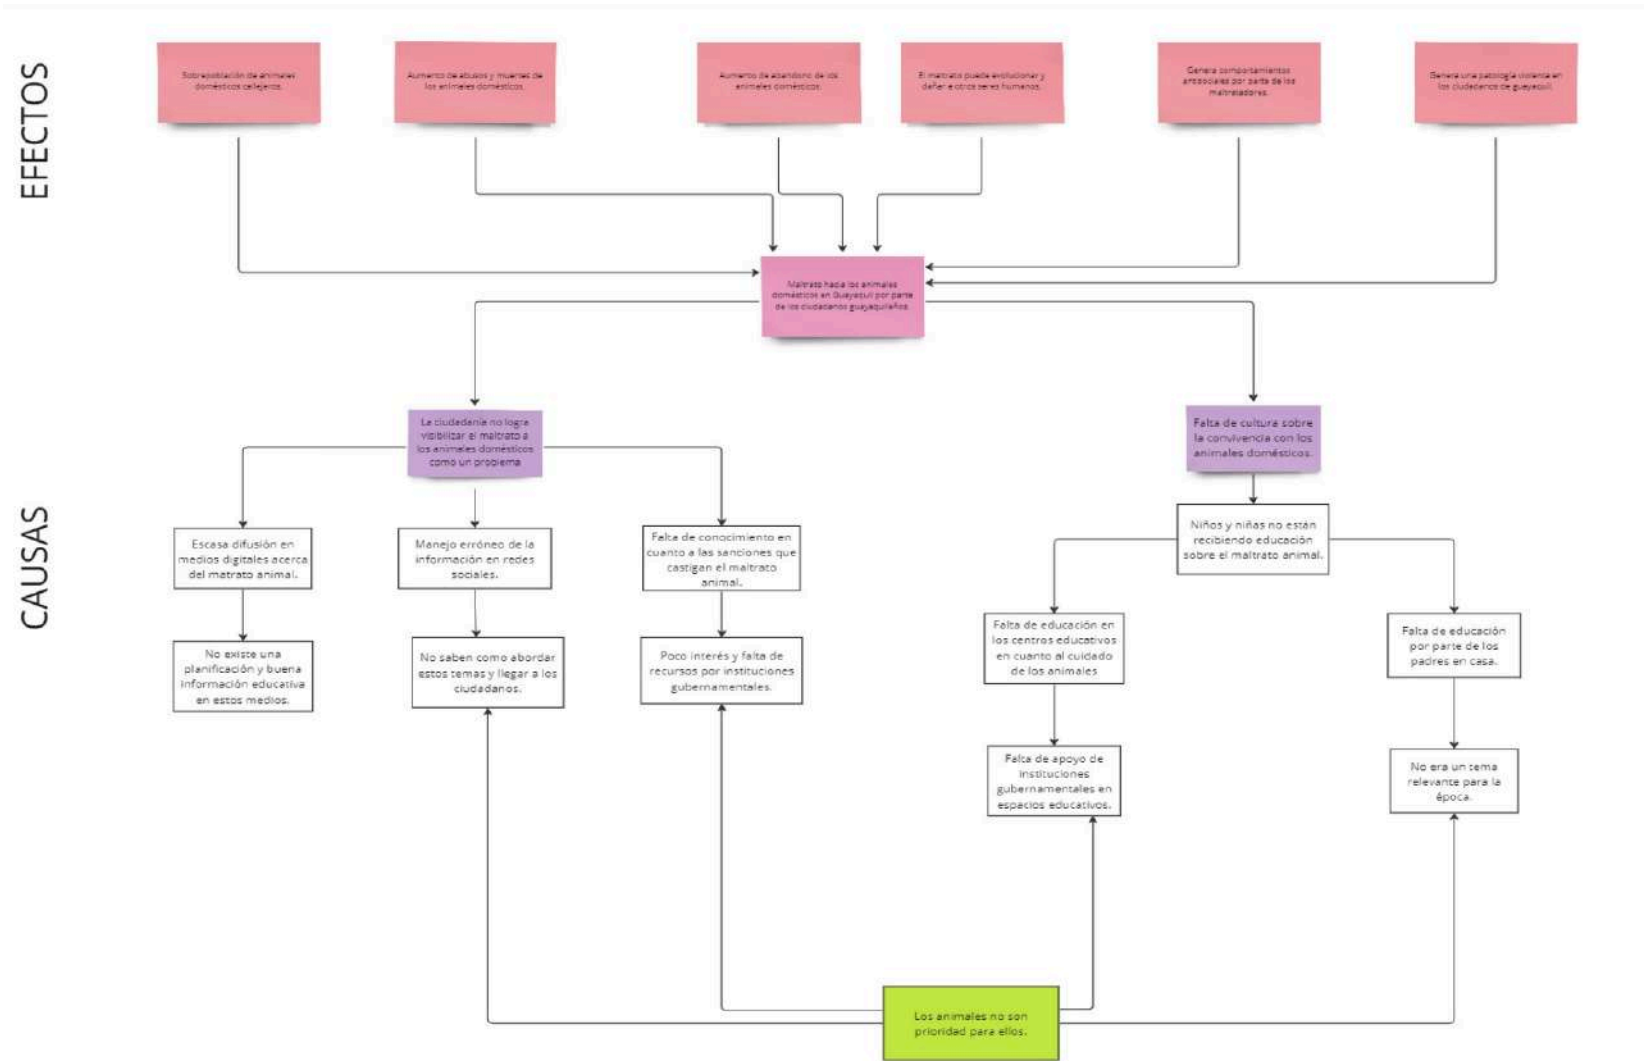 EFECTOS
Sobrepoblación de animales
domésticos callejeros.
Aumento de abusos y muertes de
los animales domésticos.
Aumento de abandono de los
animales domésticos.
El maltrato puede evolucionar y
dañar a otros seres humanos.
Genera comportamientos
antisociales por parte de los
maltratadores.
Genera una patología violenta en
los ciudadanos de guayaquil.
Maltrato hacia los animales
domésticos en Guayaquil por parte
de los ciudadanos guayaquileños.
CAUSAS
La ciudadanía no logra
visibilizar el maltrato a
los animales domésticos
como un problema
Falta de cultura sobre
la convivencia con los
animales domésticos.
Escasa difusión en
medios digitales acerca
del matrato animal.
Manejo erróneo de la
información en redes
sociales.
Falta de conocimiento en
cuanto a las sanciones que
castigan el maltrato
animal.
Niños y niñas no están
recibiendo educación
sobre el maltrato animal.
No existe una
planificación y buena
información educativa
en estos medios.
No saben como abordar
estos temas y llegar a los
ciudadanos.
Poco interés y falta de
recursos por instituciones
gubernamentales.
Falta de educación en
los centros educativos
en cuanto al cuidado
de los animales
Falta de educación
por parte de los
padres en casa.
Falta de apoyo de
instituciones
gubernamentales en
espacios educativos.
No era un tema
relevante para la
época.
Los animales no son
prioridad para ellos.